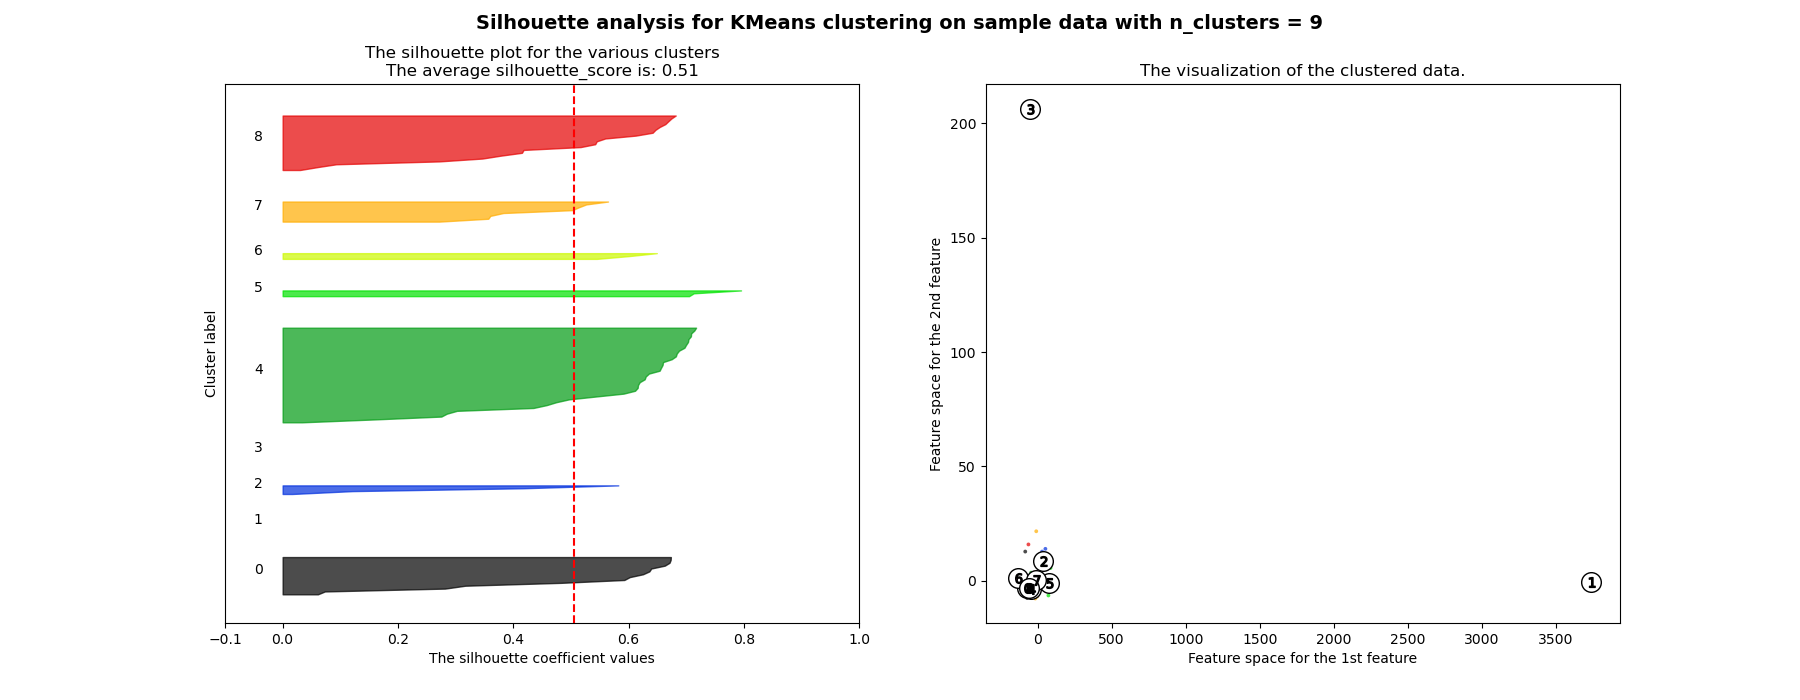 Silhouette analysis for KMeans clustering on sample data with n_clusters = 9
The silhouette plot for the various clusters
The average silhouette_score is: 0.51
Cluster label
8
7
6
5
4
3
2
1
0
−0.1 0.0 0.2 0.4 0.6 0.8 1.0
The silhouette coefficient values
The visualization of the clustered data.
Feature space for the 2nd feature
200
150
100
50
0
3
2
6 7 5
1
0 500 1000 1500 2000 2500 3000 3500
Feature space for the 1st feature